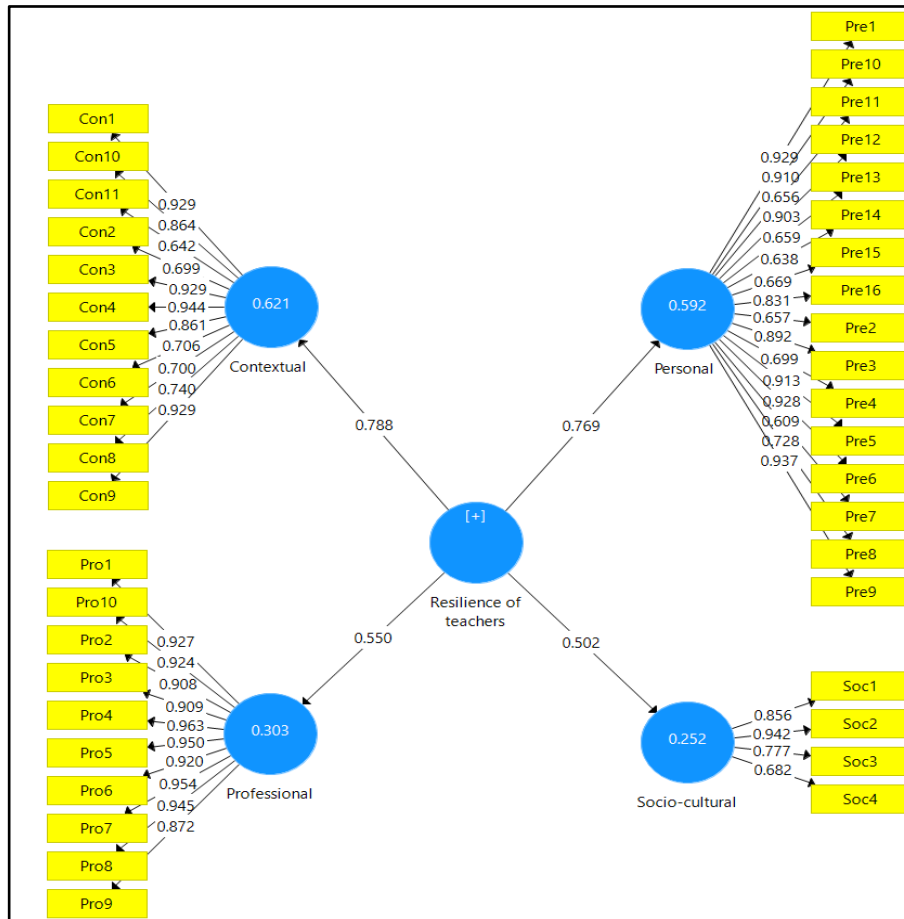 Con1
Con10
Con11
Con2
Con3
Con4
Con5
Con6
Con7
Con8
Con9
0.929
0.864
0.642
0.699
0.929
0.944
0.861
0.706
0.700
0.740
0.929
0.621
Contextual
Pre1
Pre10
Pre11
Pre12
Pre13
Pre14
Pre15
Pre16
Pre2
Pre3
Pre4
Pre5
Pre6
Pre7
Pre8
Pre9
0.929
0.910
0.656
0.903
0.659
0.638
0.669
0.831
0.657
0.892
0.699
0.913
0.928
0.609
0.728
0.937
0.592
Personal
0.788
0.769
[+]
Resilience of
teachers
0.550
0.502
Pro1
Pro10
Pro2
Pro3
Pro4
Pro5
Pro6
Pro7
Pro8
Pro9
0.927
0.924
0.908
0.909
0.963
0.950
0.920
0.954
0.945
0.872
0.303
Professional
0.252
Socio-cultural
0.856
0.942
0.777
0.682
Soc1
Soc2
Soc3
Soc4